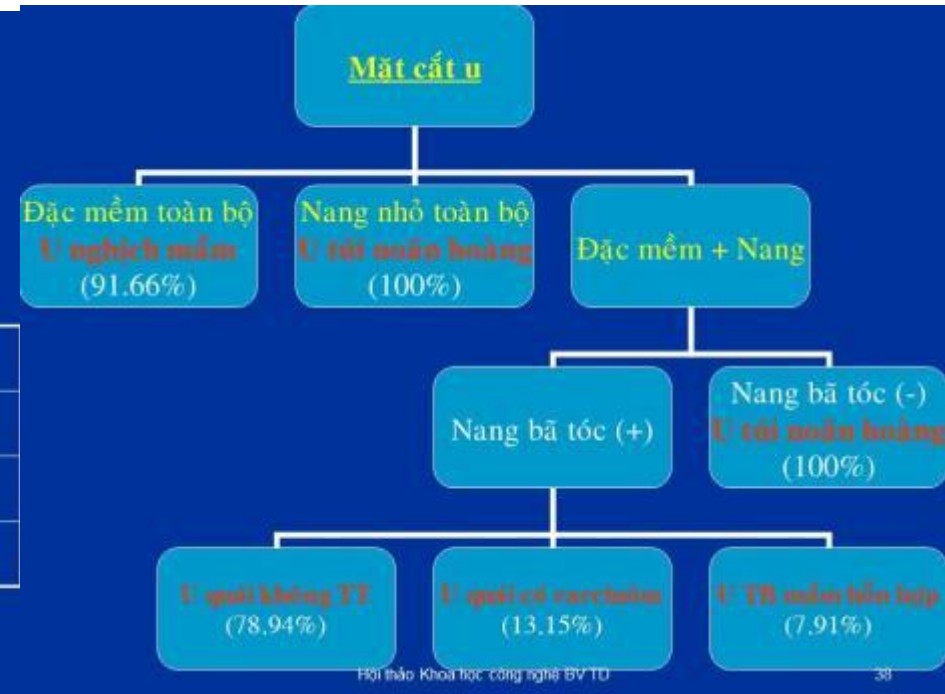 Mặt cắt u
Đặc mềm toàn bộ
U nghịch mầm
(91.66%)
Nang nhỏ toàn bộ
U túi noãn hoàng
(100%)
Đặc mềm + Nang
Nang bã tóc (+)
Nang bã tóc (-)
U túi noãn hoàng
(100%)
U quái không TT
(78,94%)
U quái có carcinôm
(13,15%)
U TB mầm hỗn hợp
(7,91%)
Hội thảo Khoa học công nghệ BV TD
38